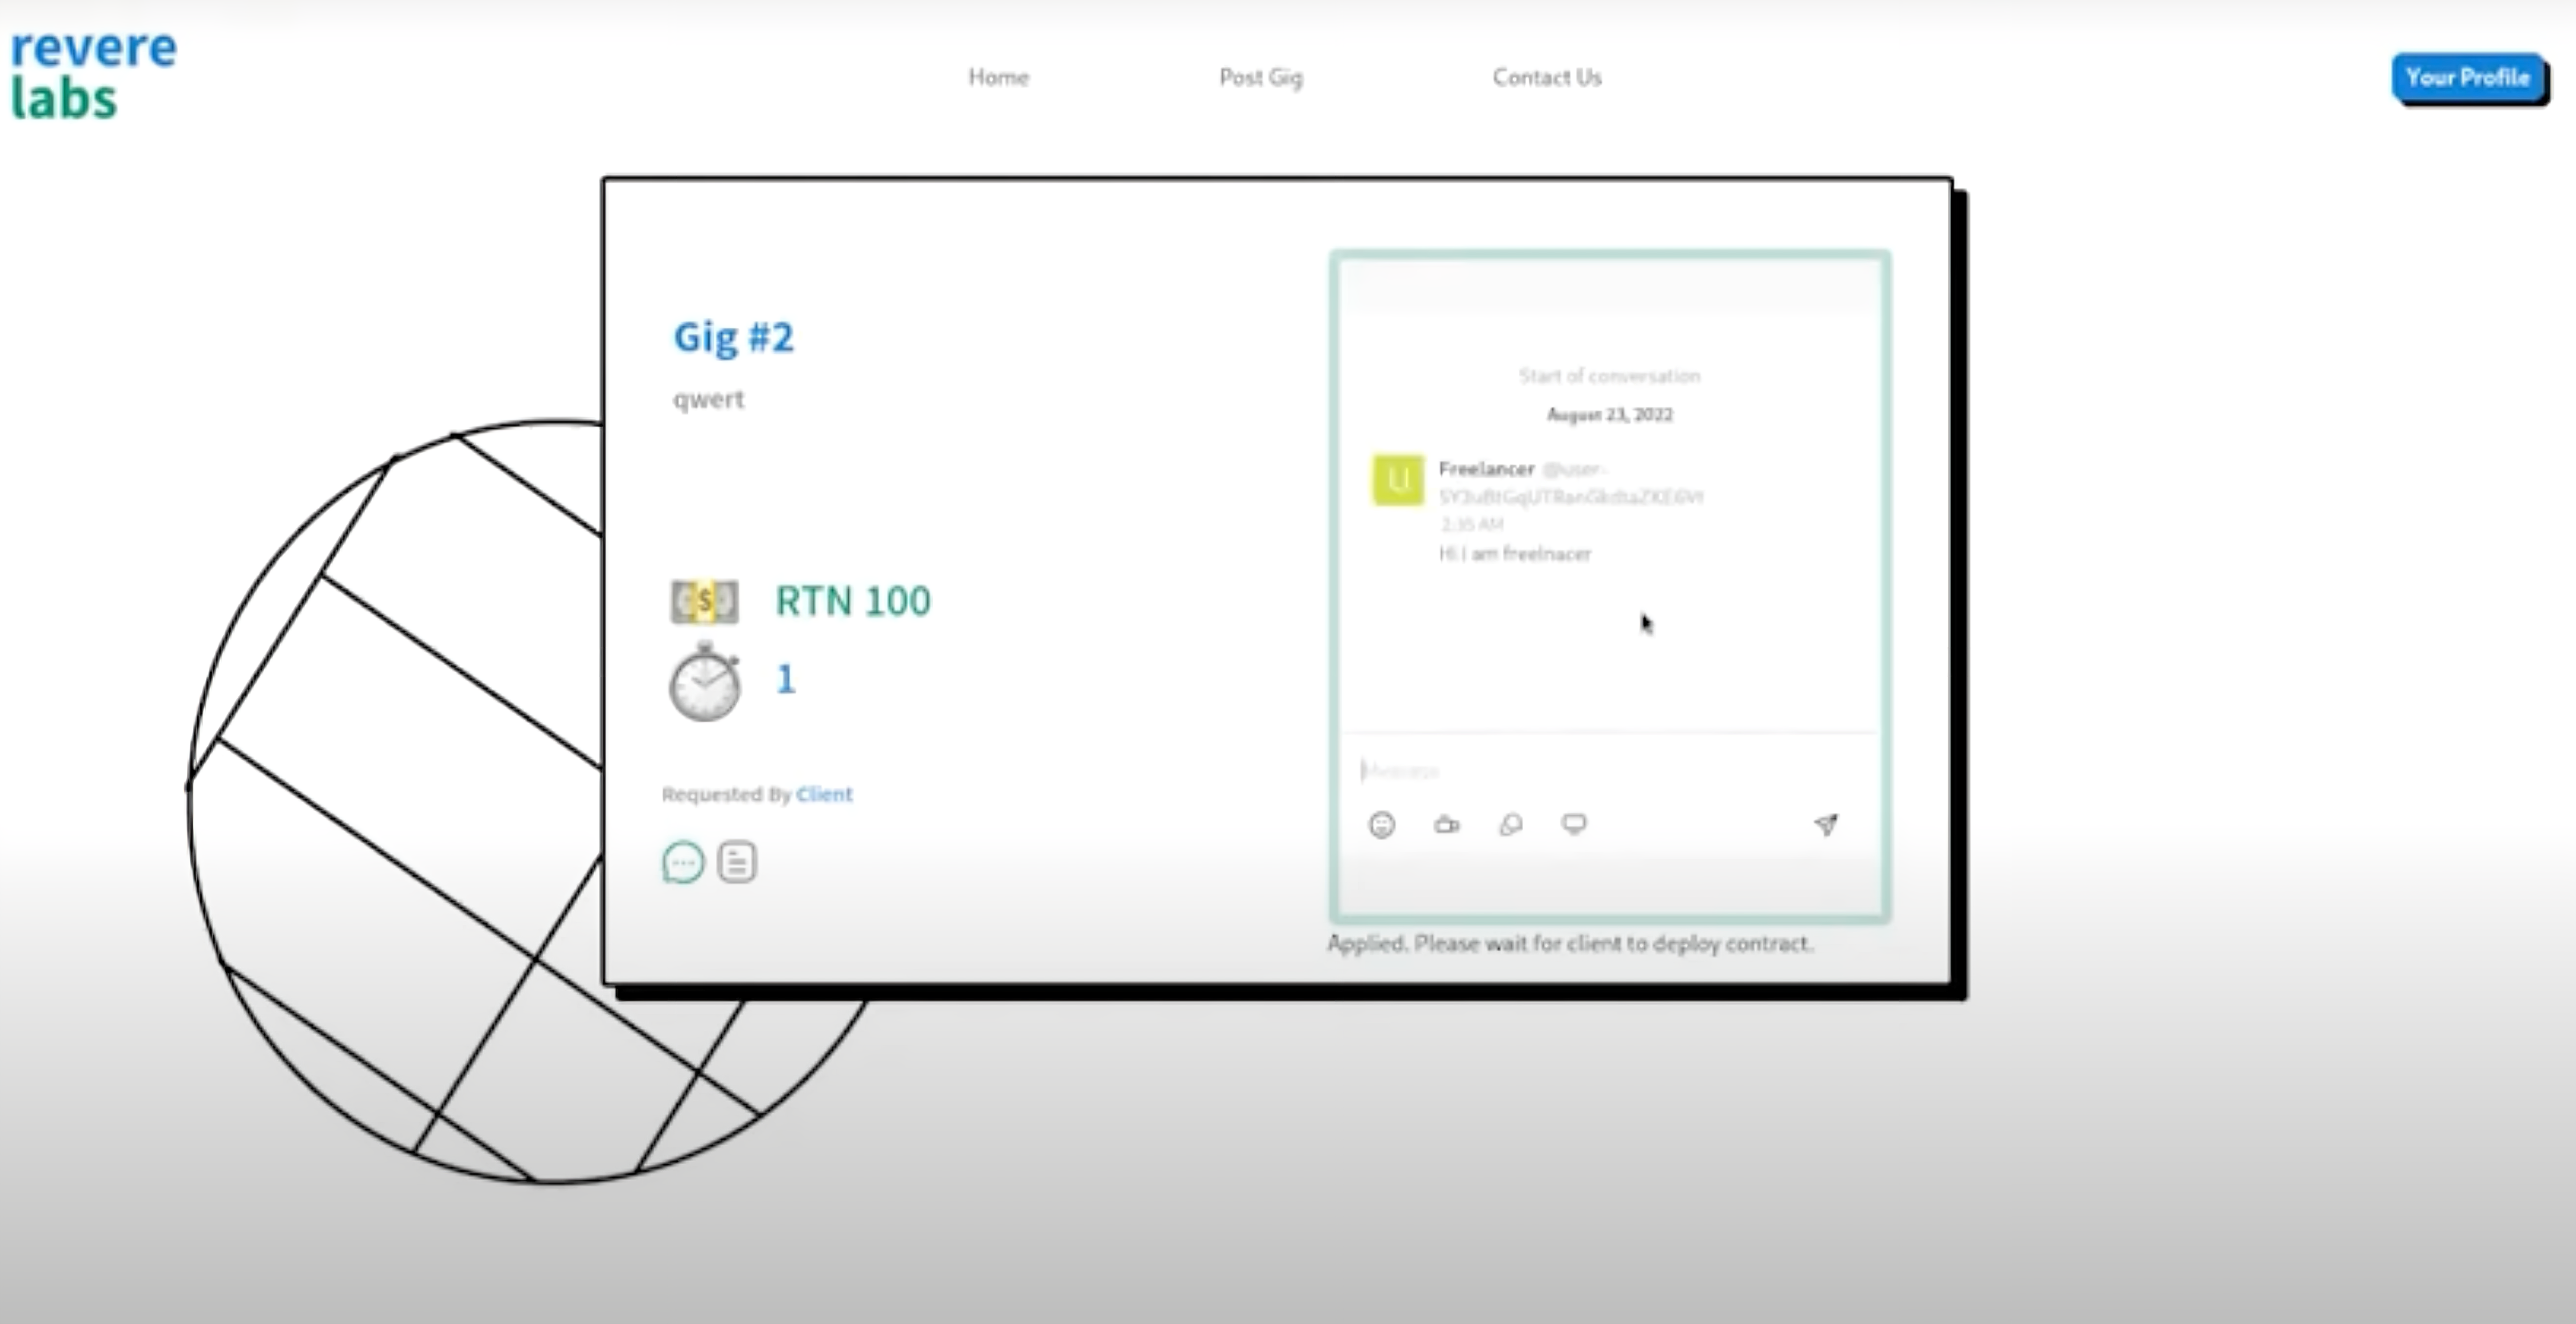 revere
labs
Home
Post Gig
Contact Us
Your Profile
Gig #2
qwert
RTN 100
1
Requested By Client
Start of conversation
August 23, 2022
U
Freelancer @user-
2:35 AM
Hi I am freelnacer
Message
Applied. Please wait for client to deploy contract.